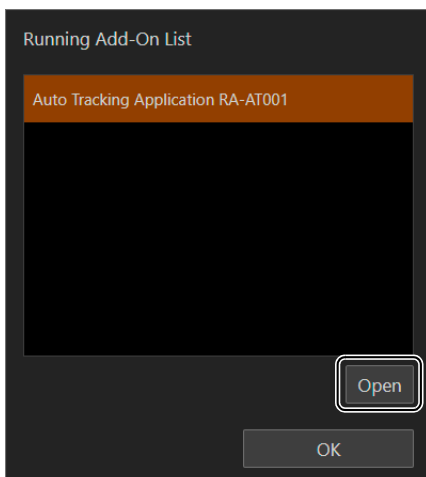 Running Add-On List
Auto Tracking Application RA-AT001
Open
OK